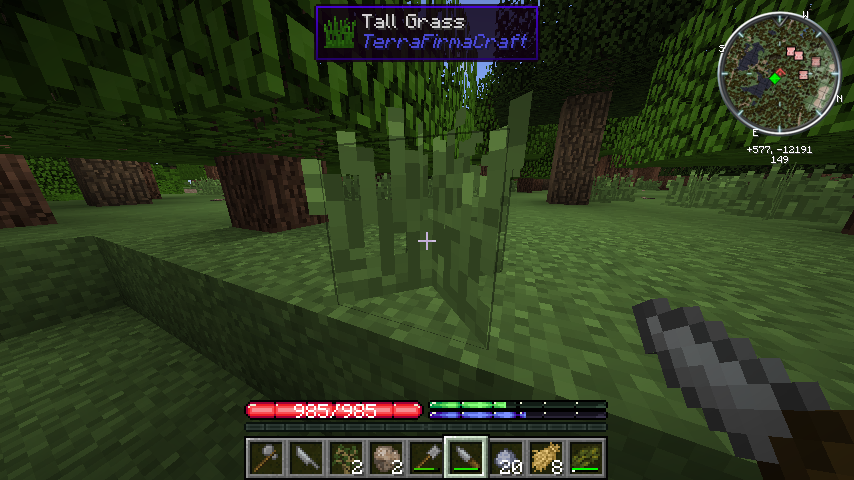 Tall Grass
TerraFirmaCraft
W
S
N
E
+577, -12191
149
985/985
2
2
20
8